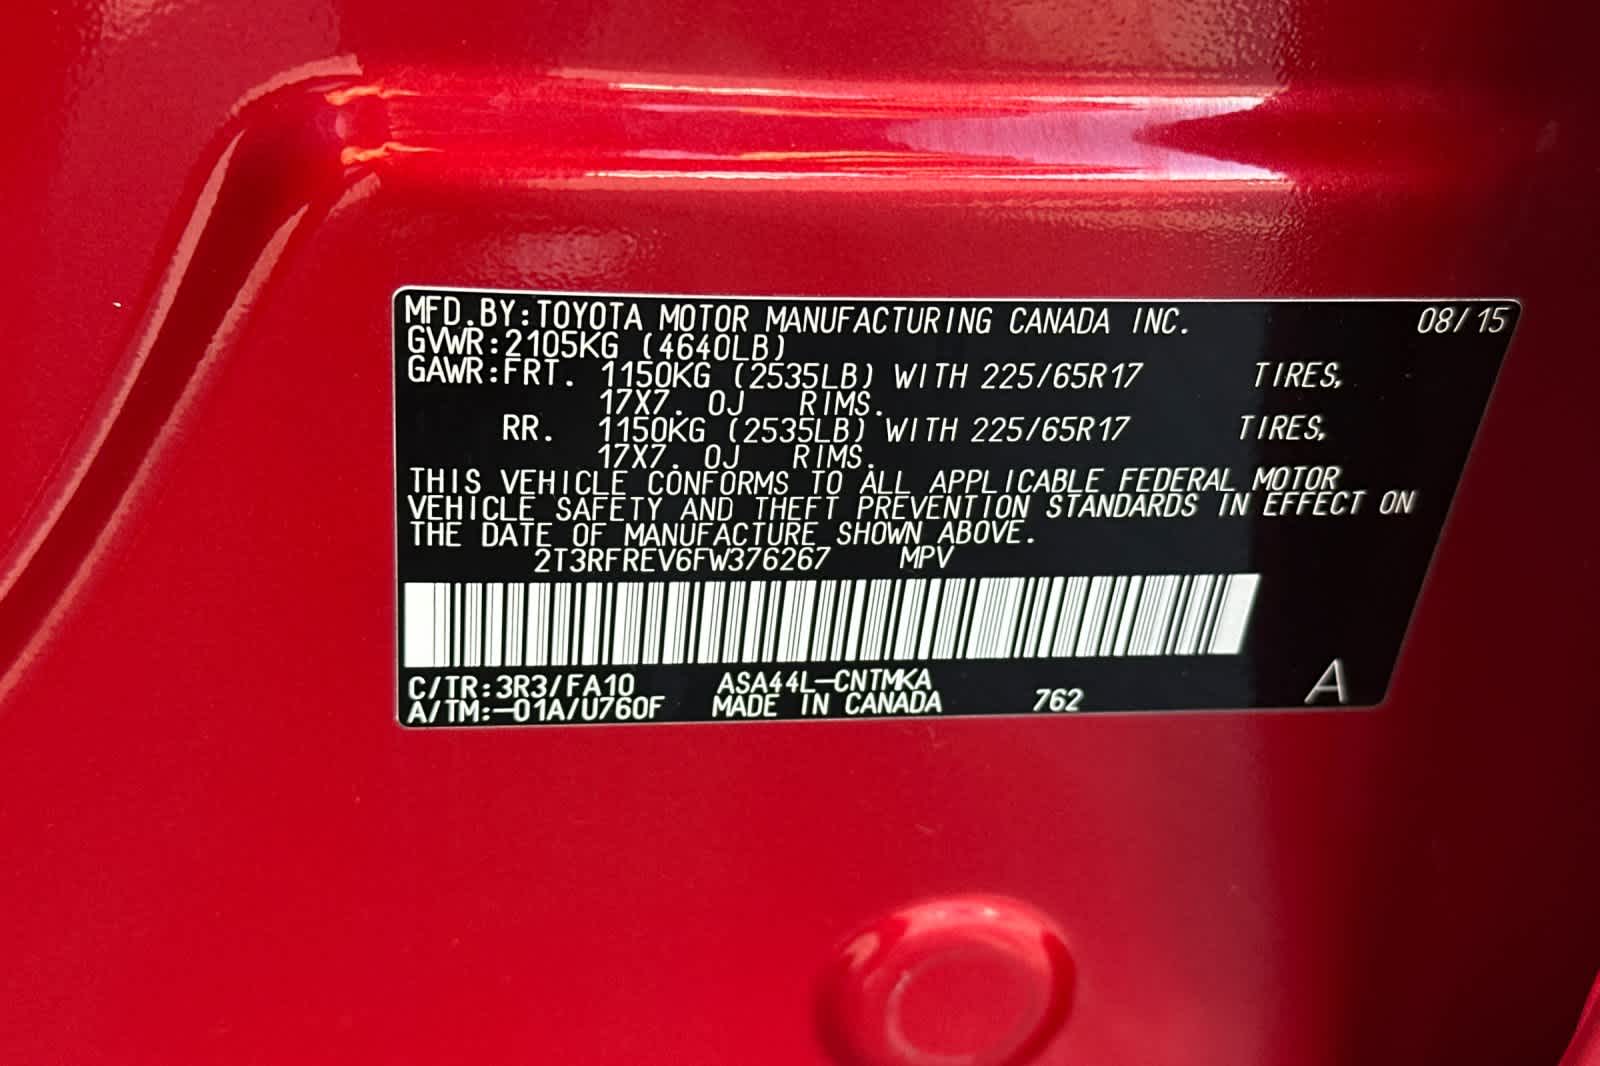 MFD.BY:TOYOTA MOTOR MANUFACTURING CANADA INC. 08/15
GVWR:2105KG (4640LB)
GAWR:FRT. 1150KG (2535LB) WITH 225/65R17 TIRES,
17X7. 0J RIMS.
RR. 1150KG (2535LB) WITH 225/65R17 TIRES,
17X7. 0J RIMS.
THIS VEHICLE CONFORMS TO ALL APPLICABLE FEDERAL MOTOR
VEHICLE SAFETY AND THEFT PREVENTION STANDARDS IN EFFECT ON
THE DATE OF MANUFACTURE SHOWN ABOVE.
2T3RFREV6FW376267 MPV
C/TR:3R3/FA10 ASA44L-CNTMKA
A/TM:-01A/U760F MADE IN CANADA 762 A